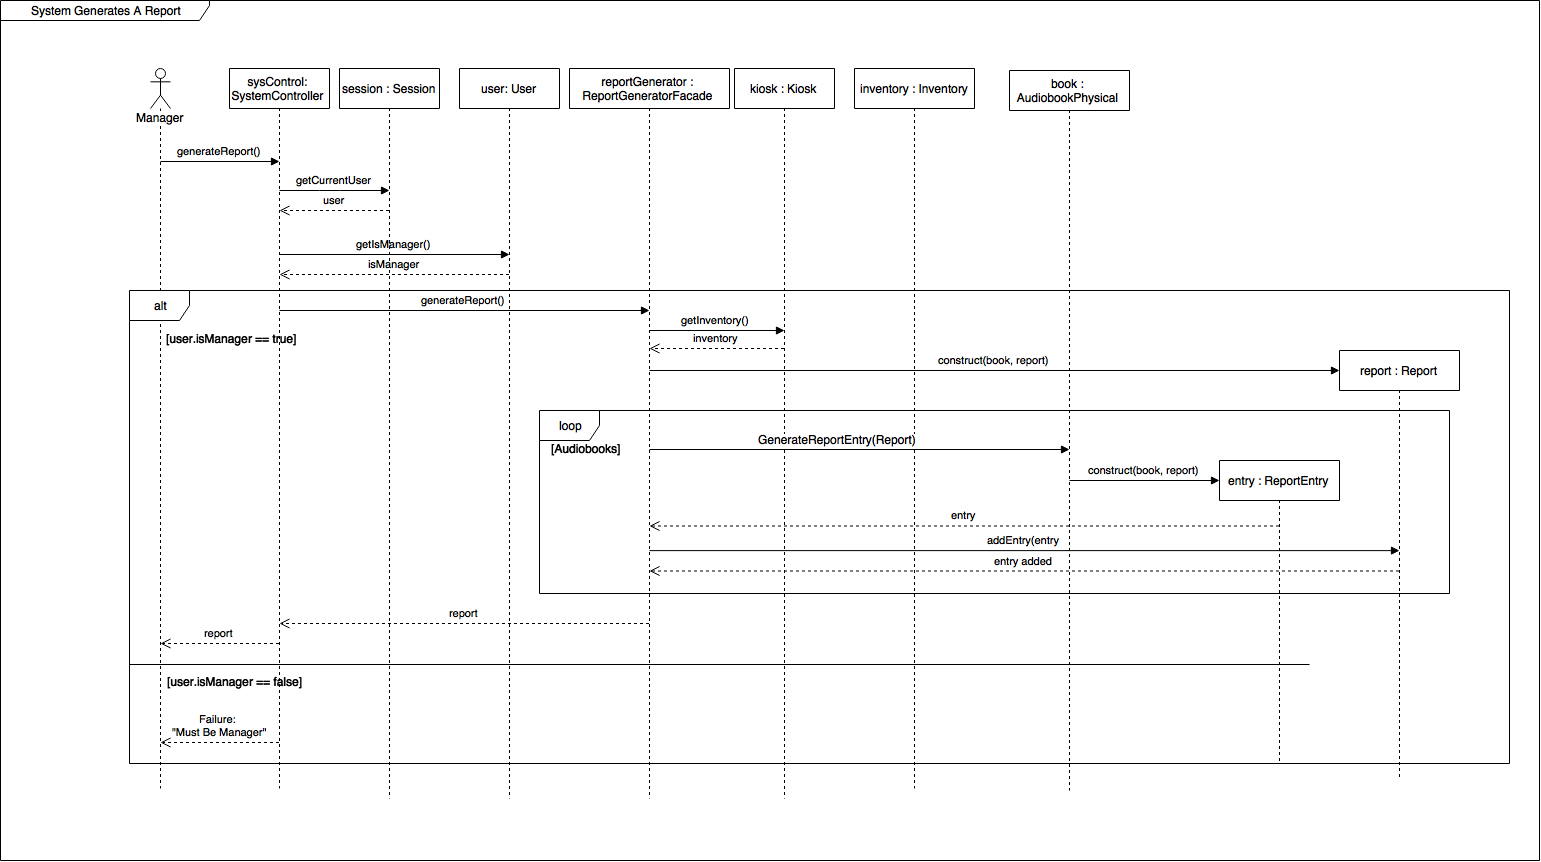 System Generates A Report
Manager
sysControl:
SystemController
session : Session
user: User
reportGenerator :
ReportGeneratorFacade
kiosk : Kiosk
inventory : Inventory
book :
AudiobookPhysical
generateReport()
getCurrentUser
user
getIsManager()
isManager
alt
generateReport()
[user.isManager == true]
getInventory()
inventory
construct(book, report)
report : Report
loop
[Audiobooks]
GenerateReportEntry(Report)
construct(book, report)
entry : ReportEntry
entry
addEntry(entry
entry added
report
report
[user.isManager == false]
Failure:
"Must Be Manager"